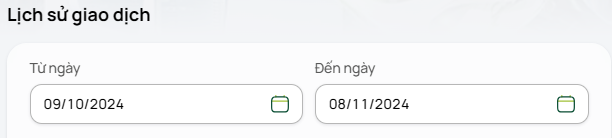 Lịch sử giao dịch
Từ ngày
Đến ngày
09/10/2024
08/11/2024